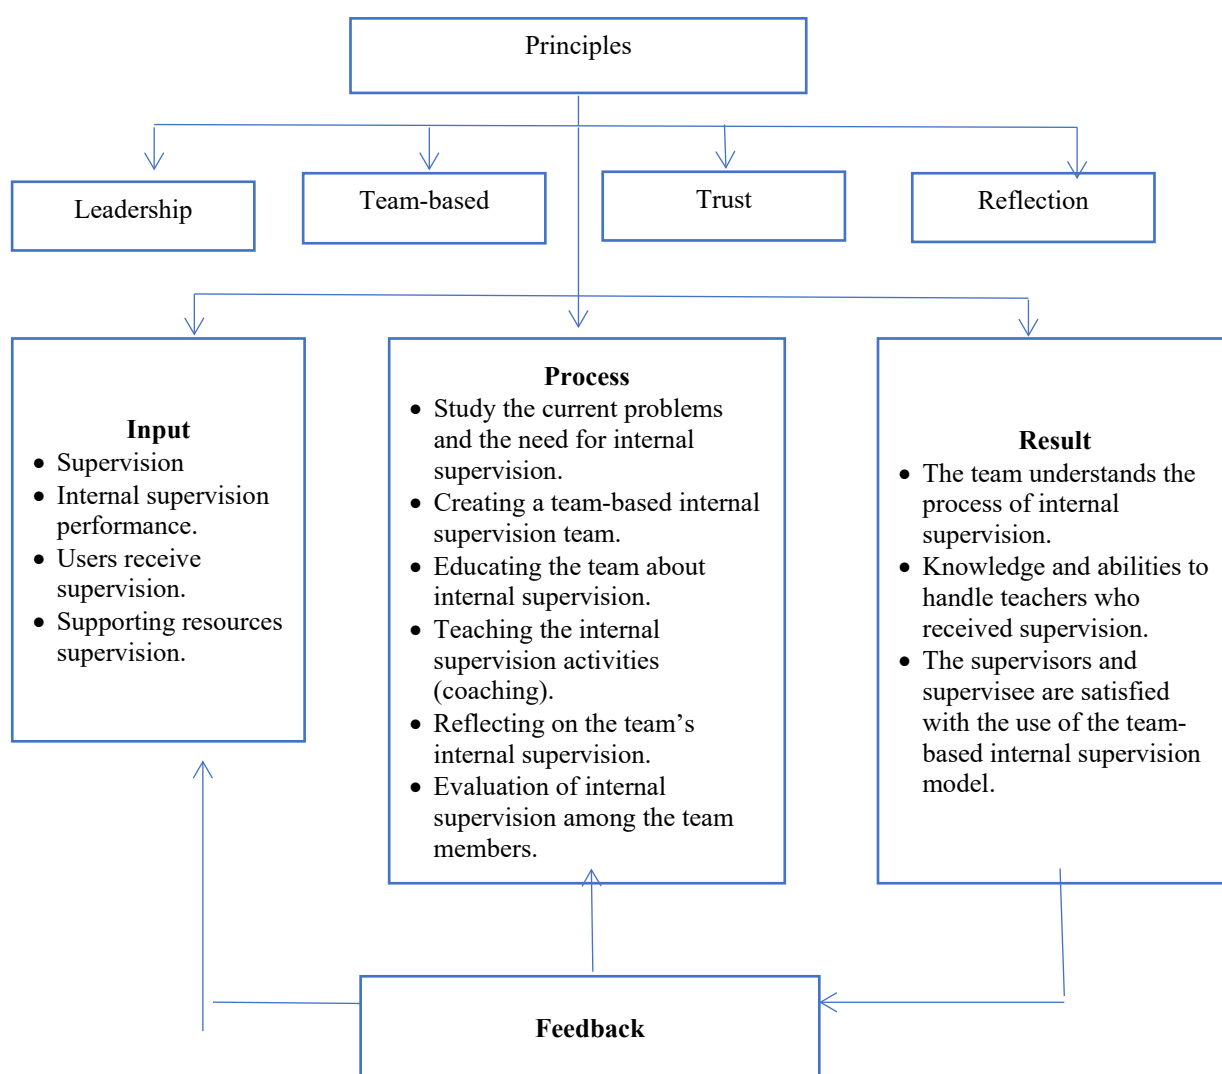 Principles
Leadership
Team-based
Trust
Reflection
Input
• Supervision
• Internal supervision
performance.
• Users receive
supervision.
• Supporting resources
supervision.
Process
• Study the current problems
and the need for internal
supervision.
• Creating a team-based internal
supervision team.
• Educating the team about
internal supervision.
• Teaching the internal
supervision activities
(coaching).
• Reflecting on the team’s
internal supervision.
• Evaluation of internal
supervision among the team
members.
Result
• The team understands the
process of internal
supervision.
• Knowledge and abilities to
handle teachers who
received supervision.
• The supervisors and
supervisee are satisfied
with the use of the team-
based internal supervision
model.
Feedback